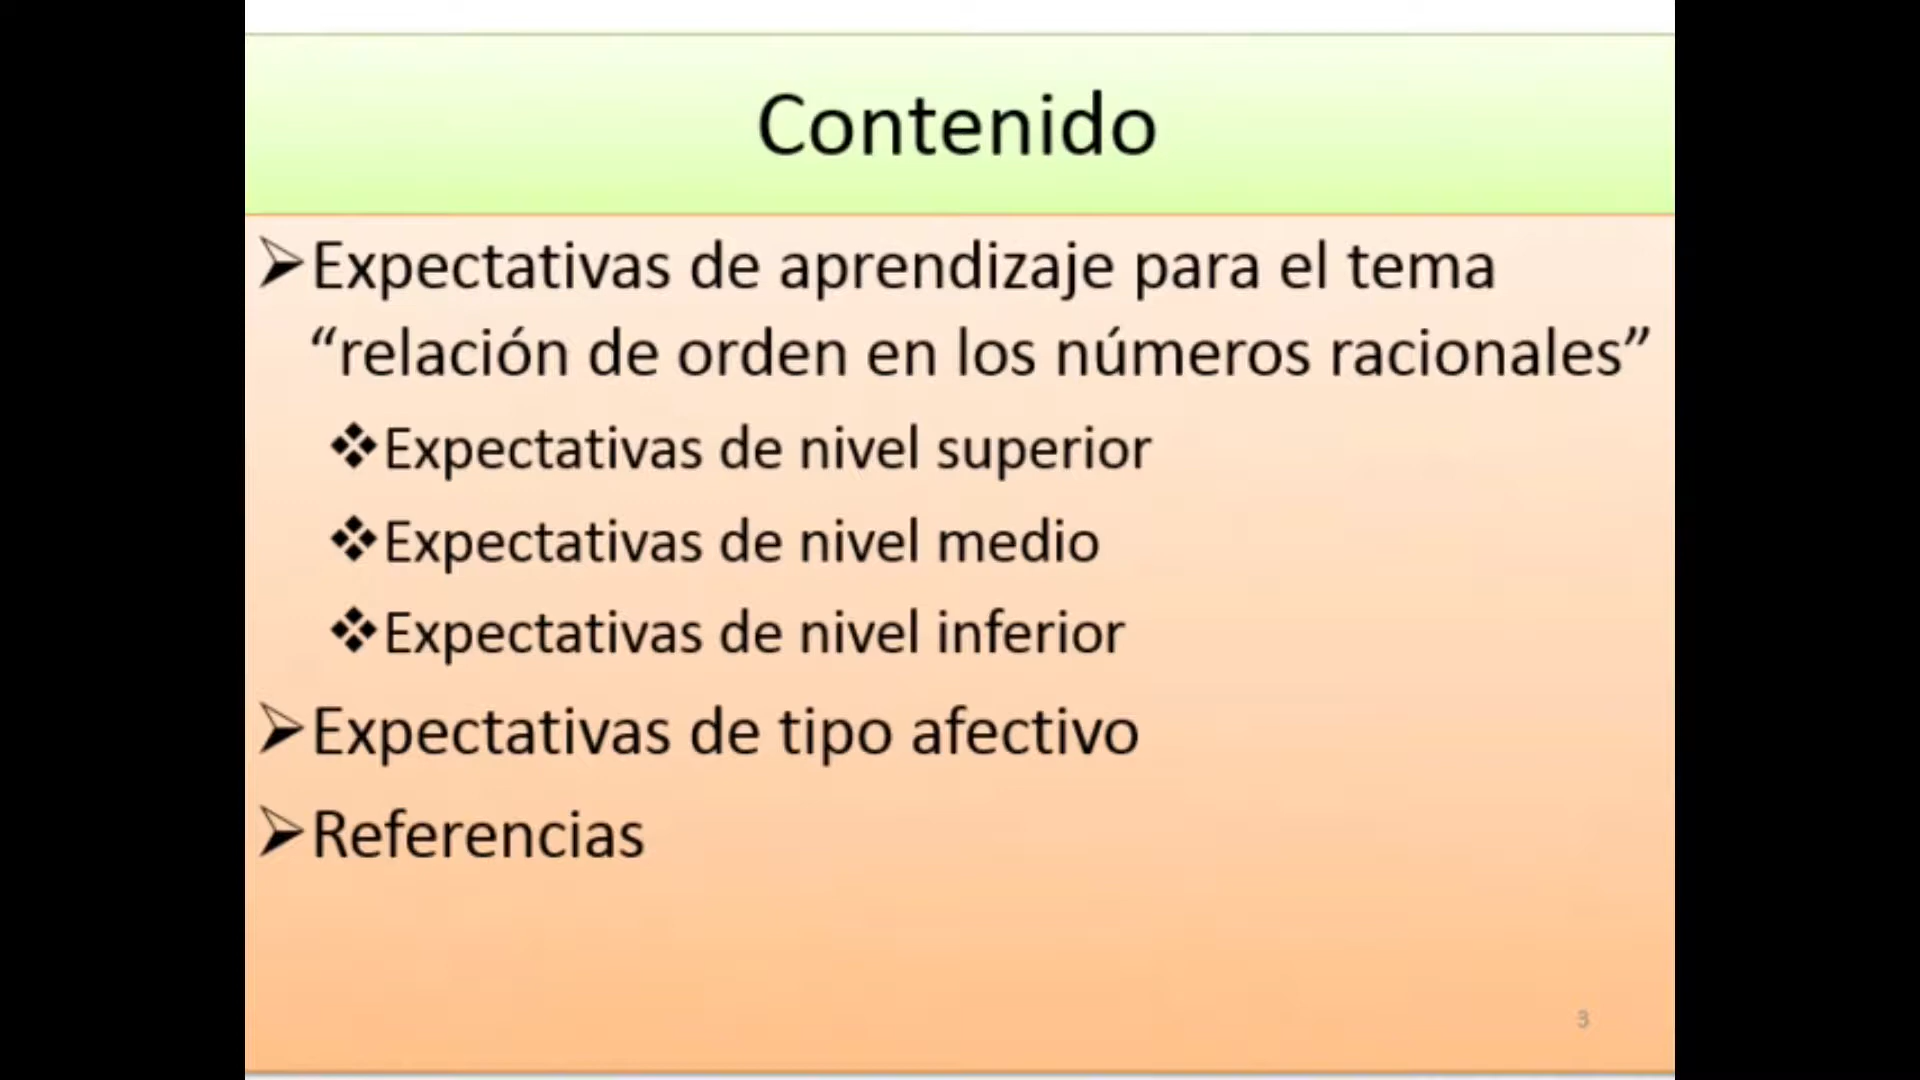 Contenido
➢Expectativas de aprendizaje para el tema
“relación de orden en los números racionales”
❖Expectativas de nivel superior
❖Expectativas de nivel medio
❖Expectativas de nivel inferior
➢Expectativas de tipo afectivo
➢Referencias
3